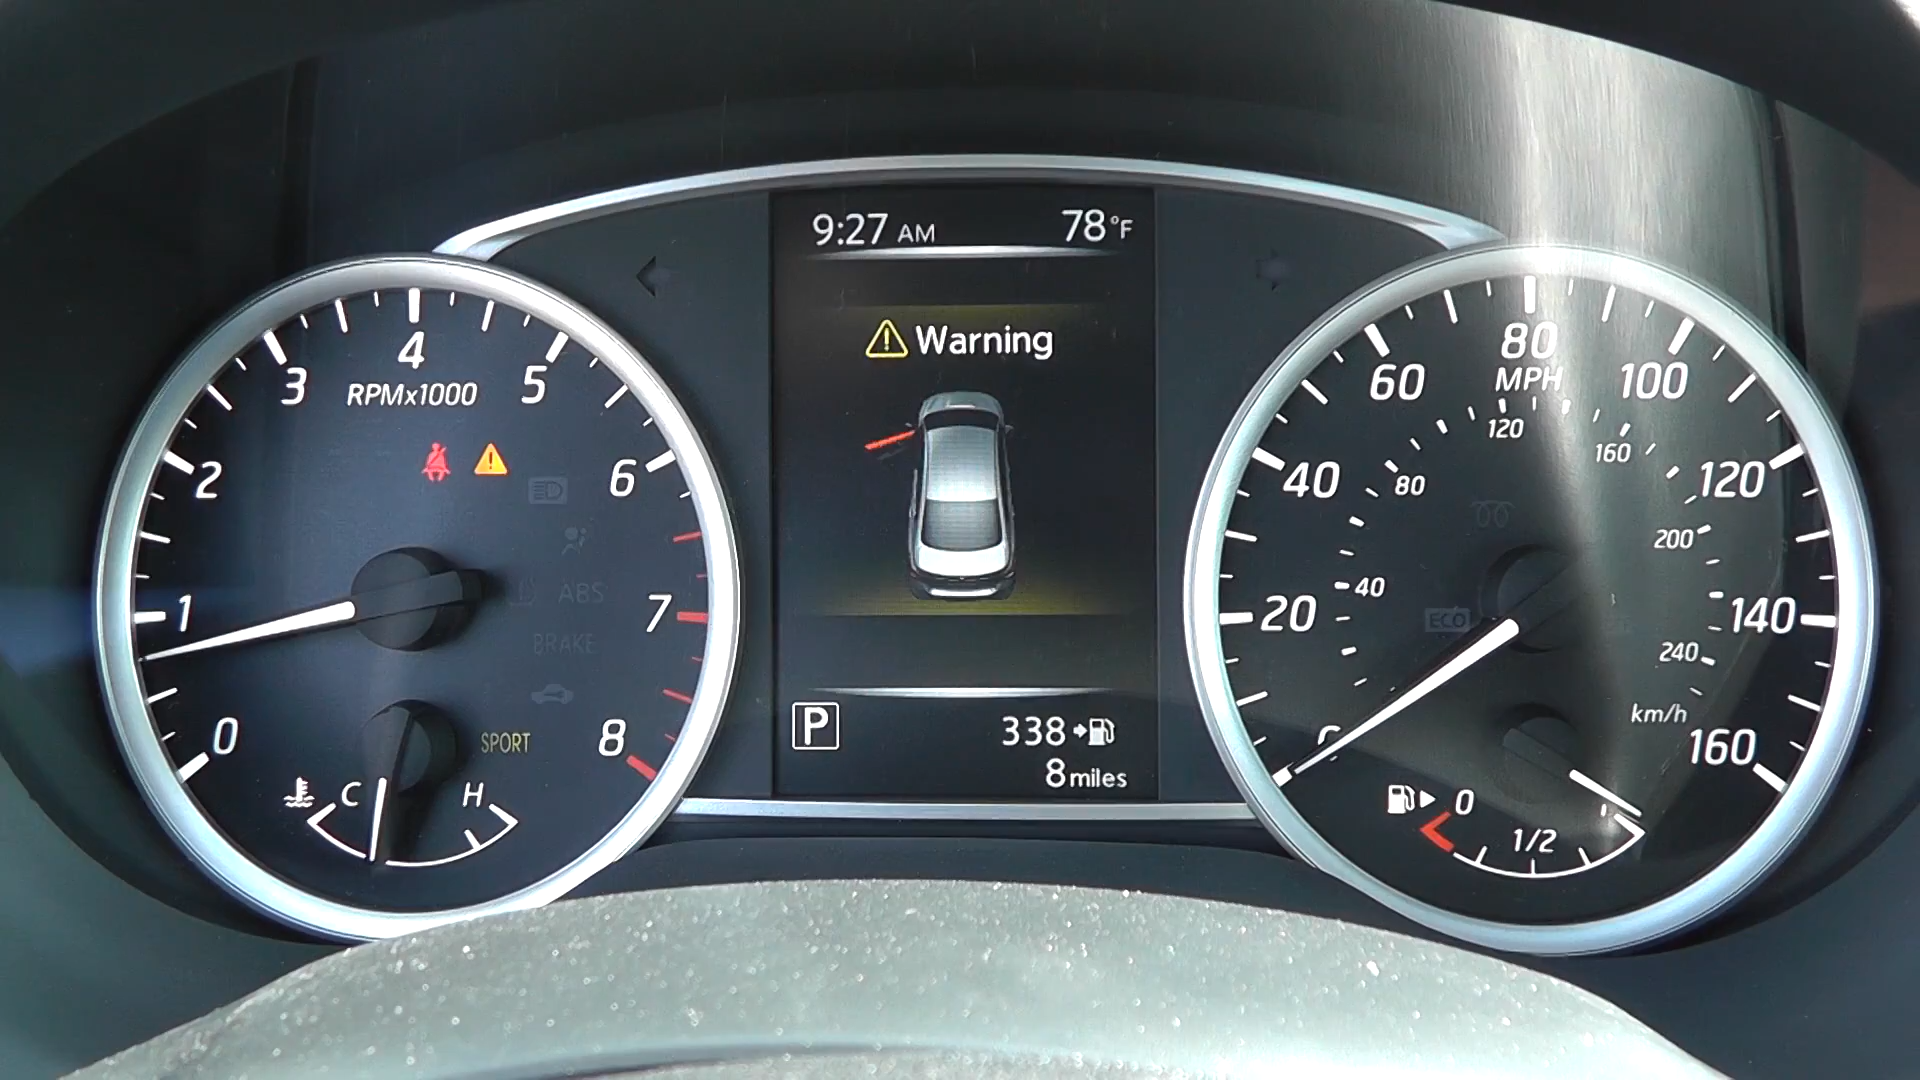 9:27 AM 78°F
Warning
P
338
8 miles
0 1 2 3 4 5 6 7 8
RPMx1000
ABS
BRAKE
SPORT
C H
20 40 60 80 100 120 140 160
MPH
40 80 120 160 200 240
km/h
ECO
0 1/2